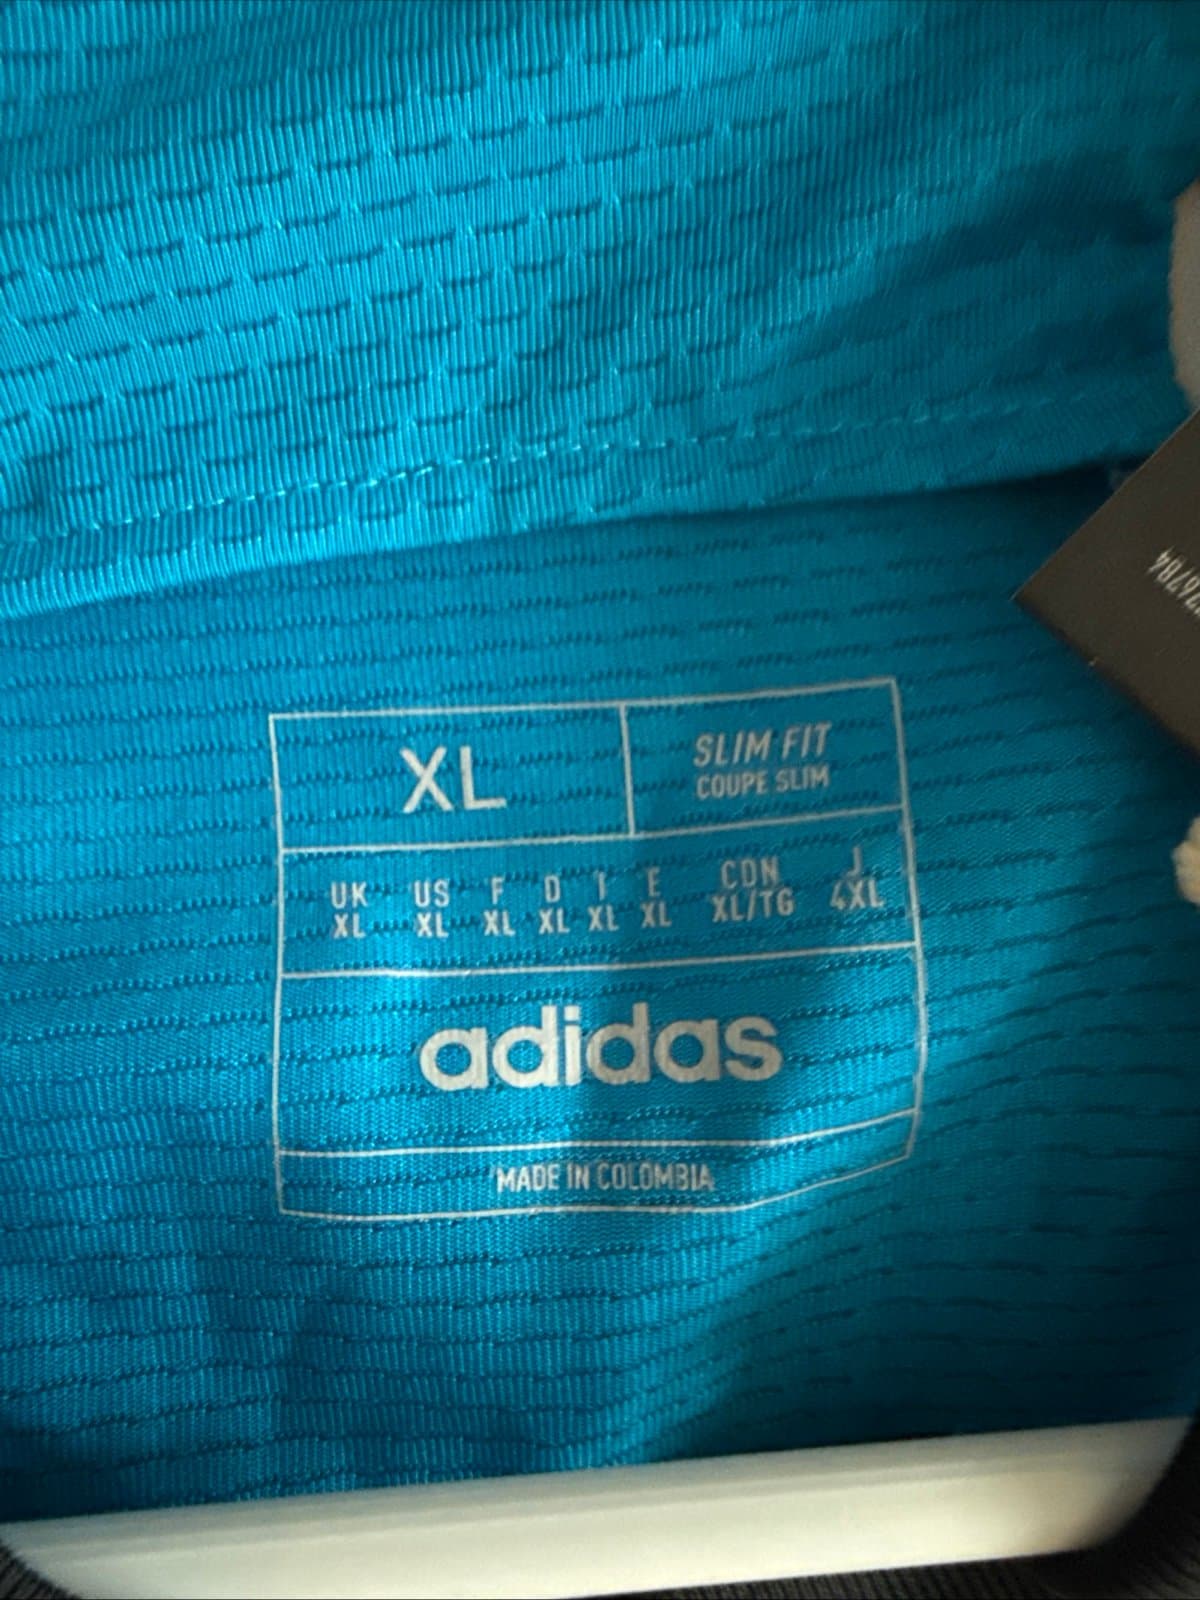 XL
SLIM FIT
COUPE SLIM
UK US F D I E CDN J
XL XL XL XL XL XL XL/TG 4XL
adidas
MADE IN COLOMBIA